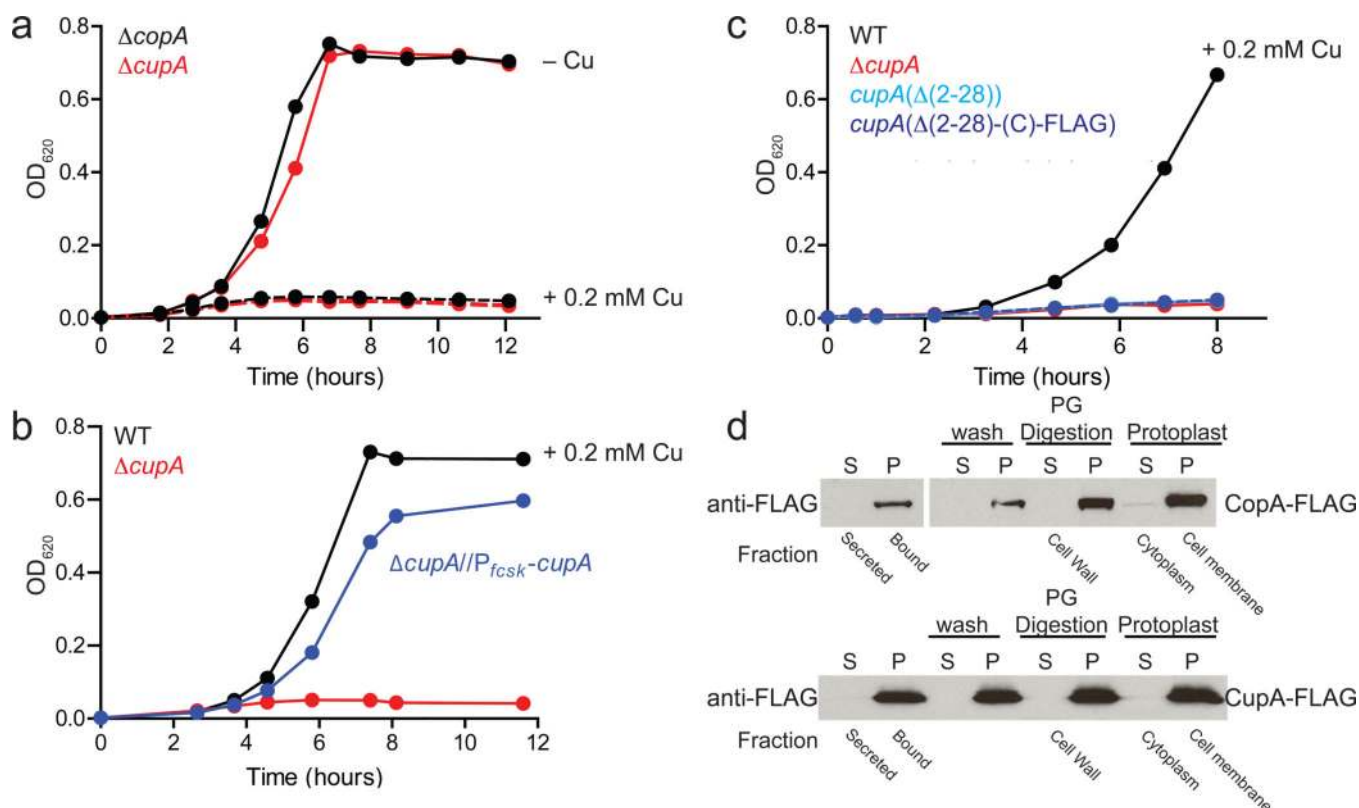 a
ΔcopA
ΔcupA
– Cu
+ 0.2 mM Cu
OD620
0.8
0.6
0.4
0.2
0.0
0 2 4 6 8 10 12
Time (hours)
b
WT
ΔcupA
+ 0.2 mM Cu
ΔcupA//Pfcsk-cupA
OD620
0.8
0.6
0.4
0.2
0.0
0 2 4 6 8 10 12
Time (hours)
c
WT
ΔcupA
cupA(Δ(2-28))
cupA(Δ(2-28)-(C)-FLAG)
+ 0.2 mM Cu
OD620
0.8
0.6
0.4
0.2
0.0
0 2 4 6 8
Time (hours)
d
PG
wash Digestion Protoplast
S P S P S P S P
anti-FLAG CopA-FLAG
Fraction Secreted Bound Cell Wall Cytoplasm Cell membrane
PG
wash Digestion Protoplast
S P S P S P S P
anti-FLAG CupA-FLAG
Fraction Secreted Bound Cell Wall Cytoplasm Cell membrane